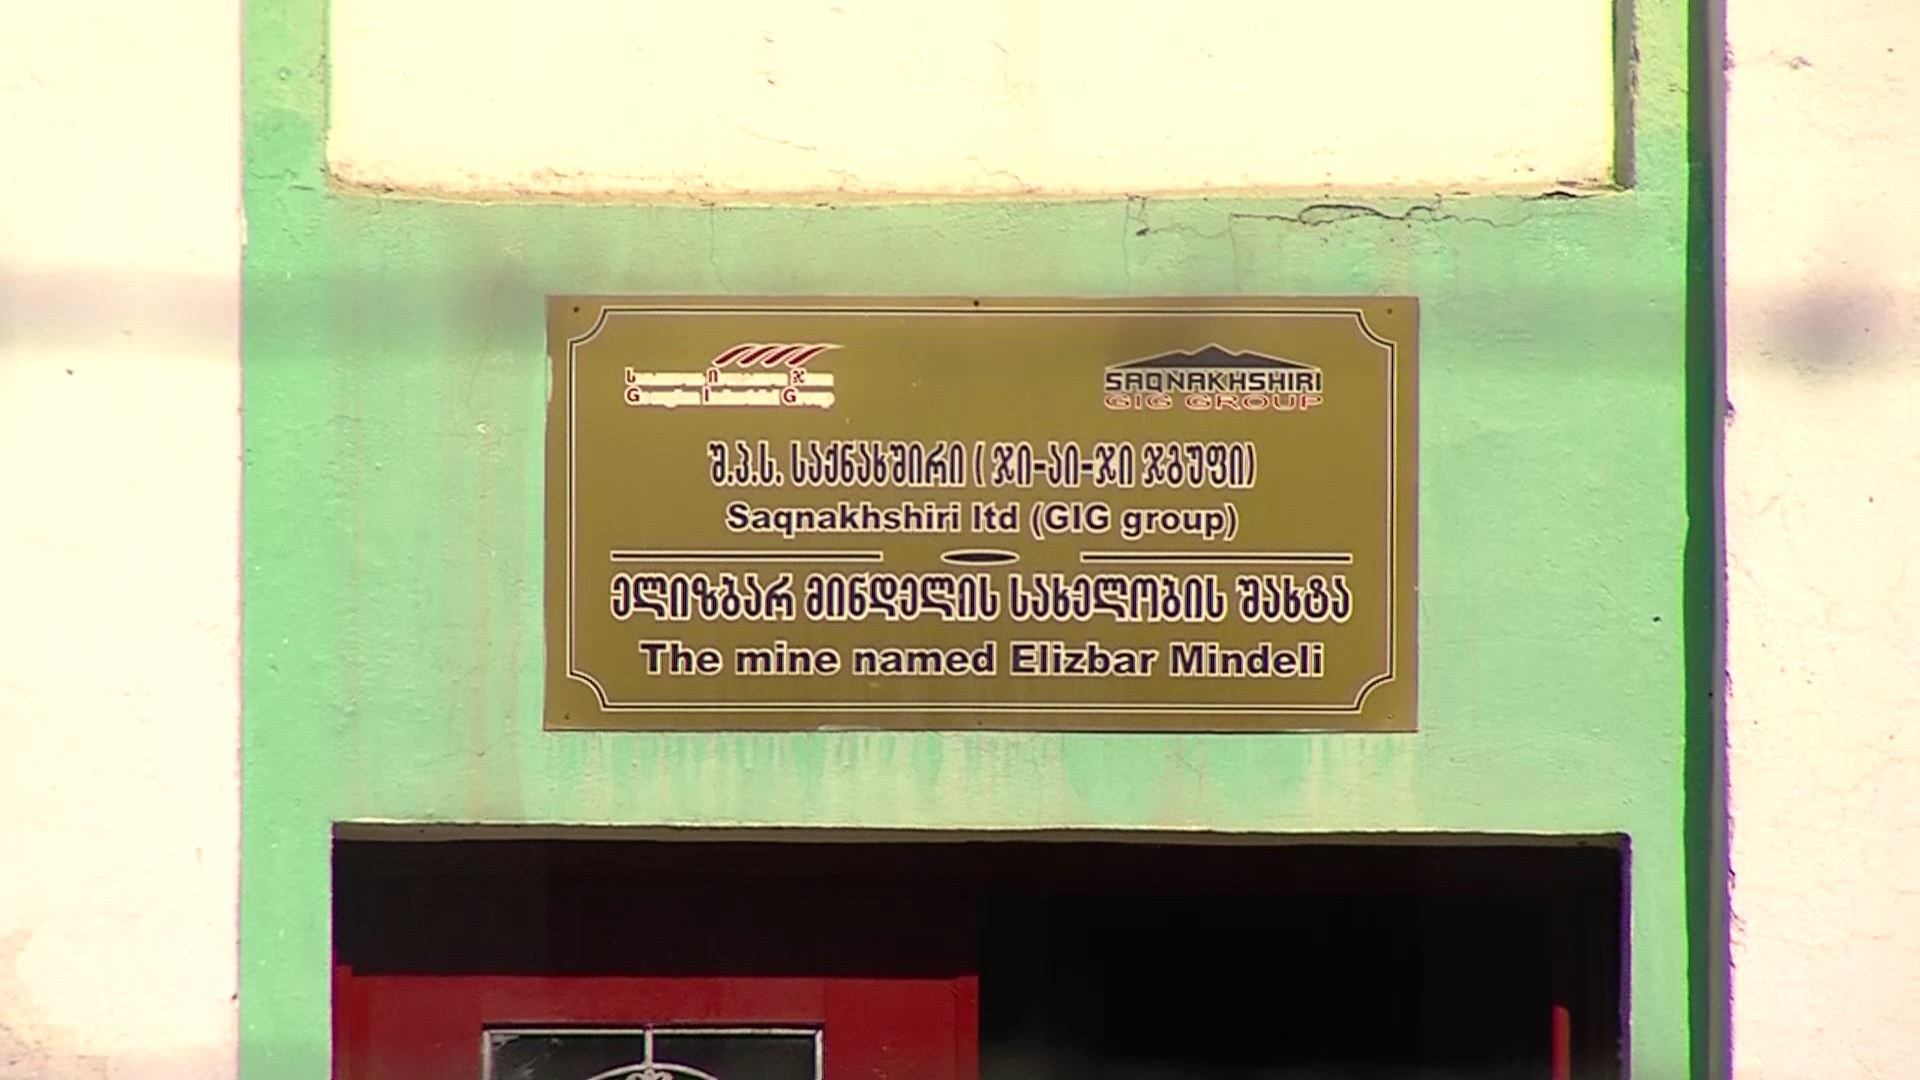 ს ი ჯ
G I G
SAQNAKHSHIRI
GIG GROUP
შ.პ.ს. საქნახშირი ( ჯი-აი-ჯი ჯგუფი)
Saqnakhshiri ltd (GIG group)
ელიზბარ მინდელის სახელობის შახტა
The mine named Elizbar Mindeli